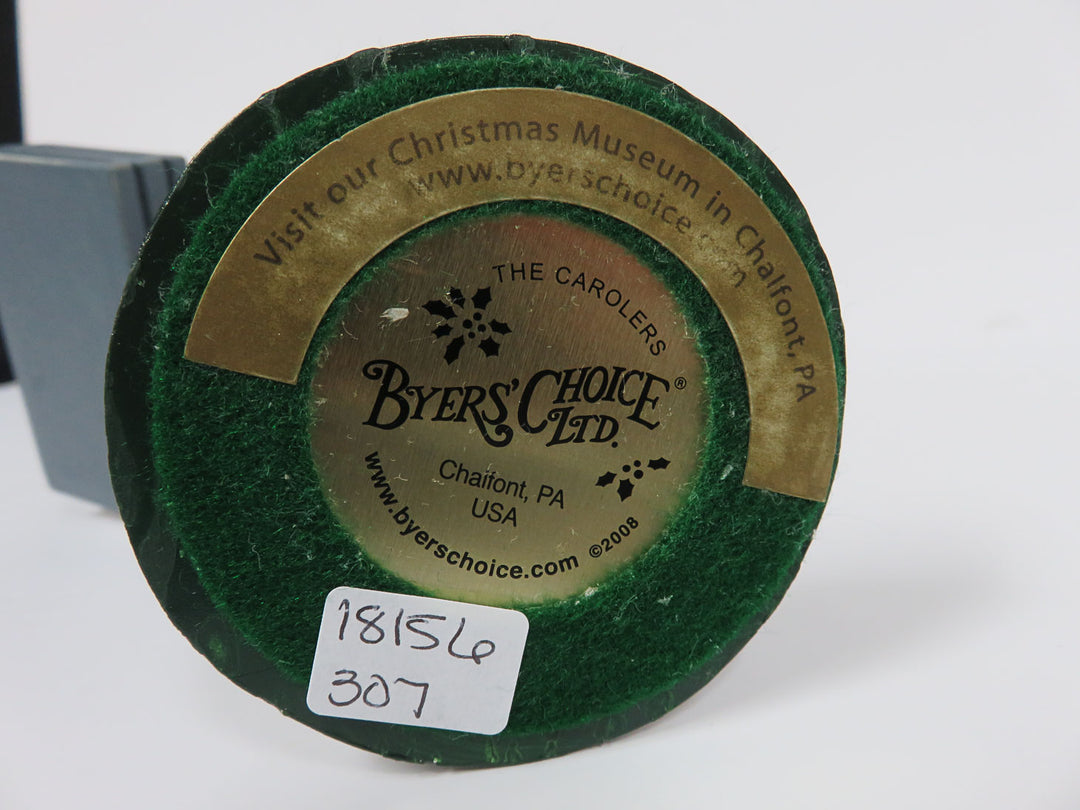 Visit our Christmas Museum in Chalfont, PA
www.byerschoice.com
THE CAROLERS
BYERS' CHOICE®
LTD.
Chalfont, PA
USA
www.byerschoice.com ©2008
18156
307